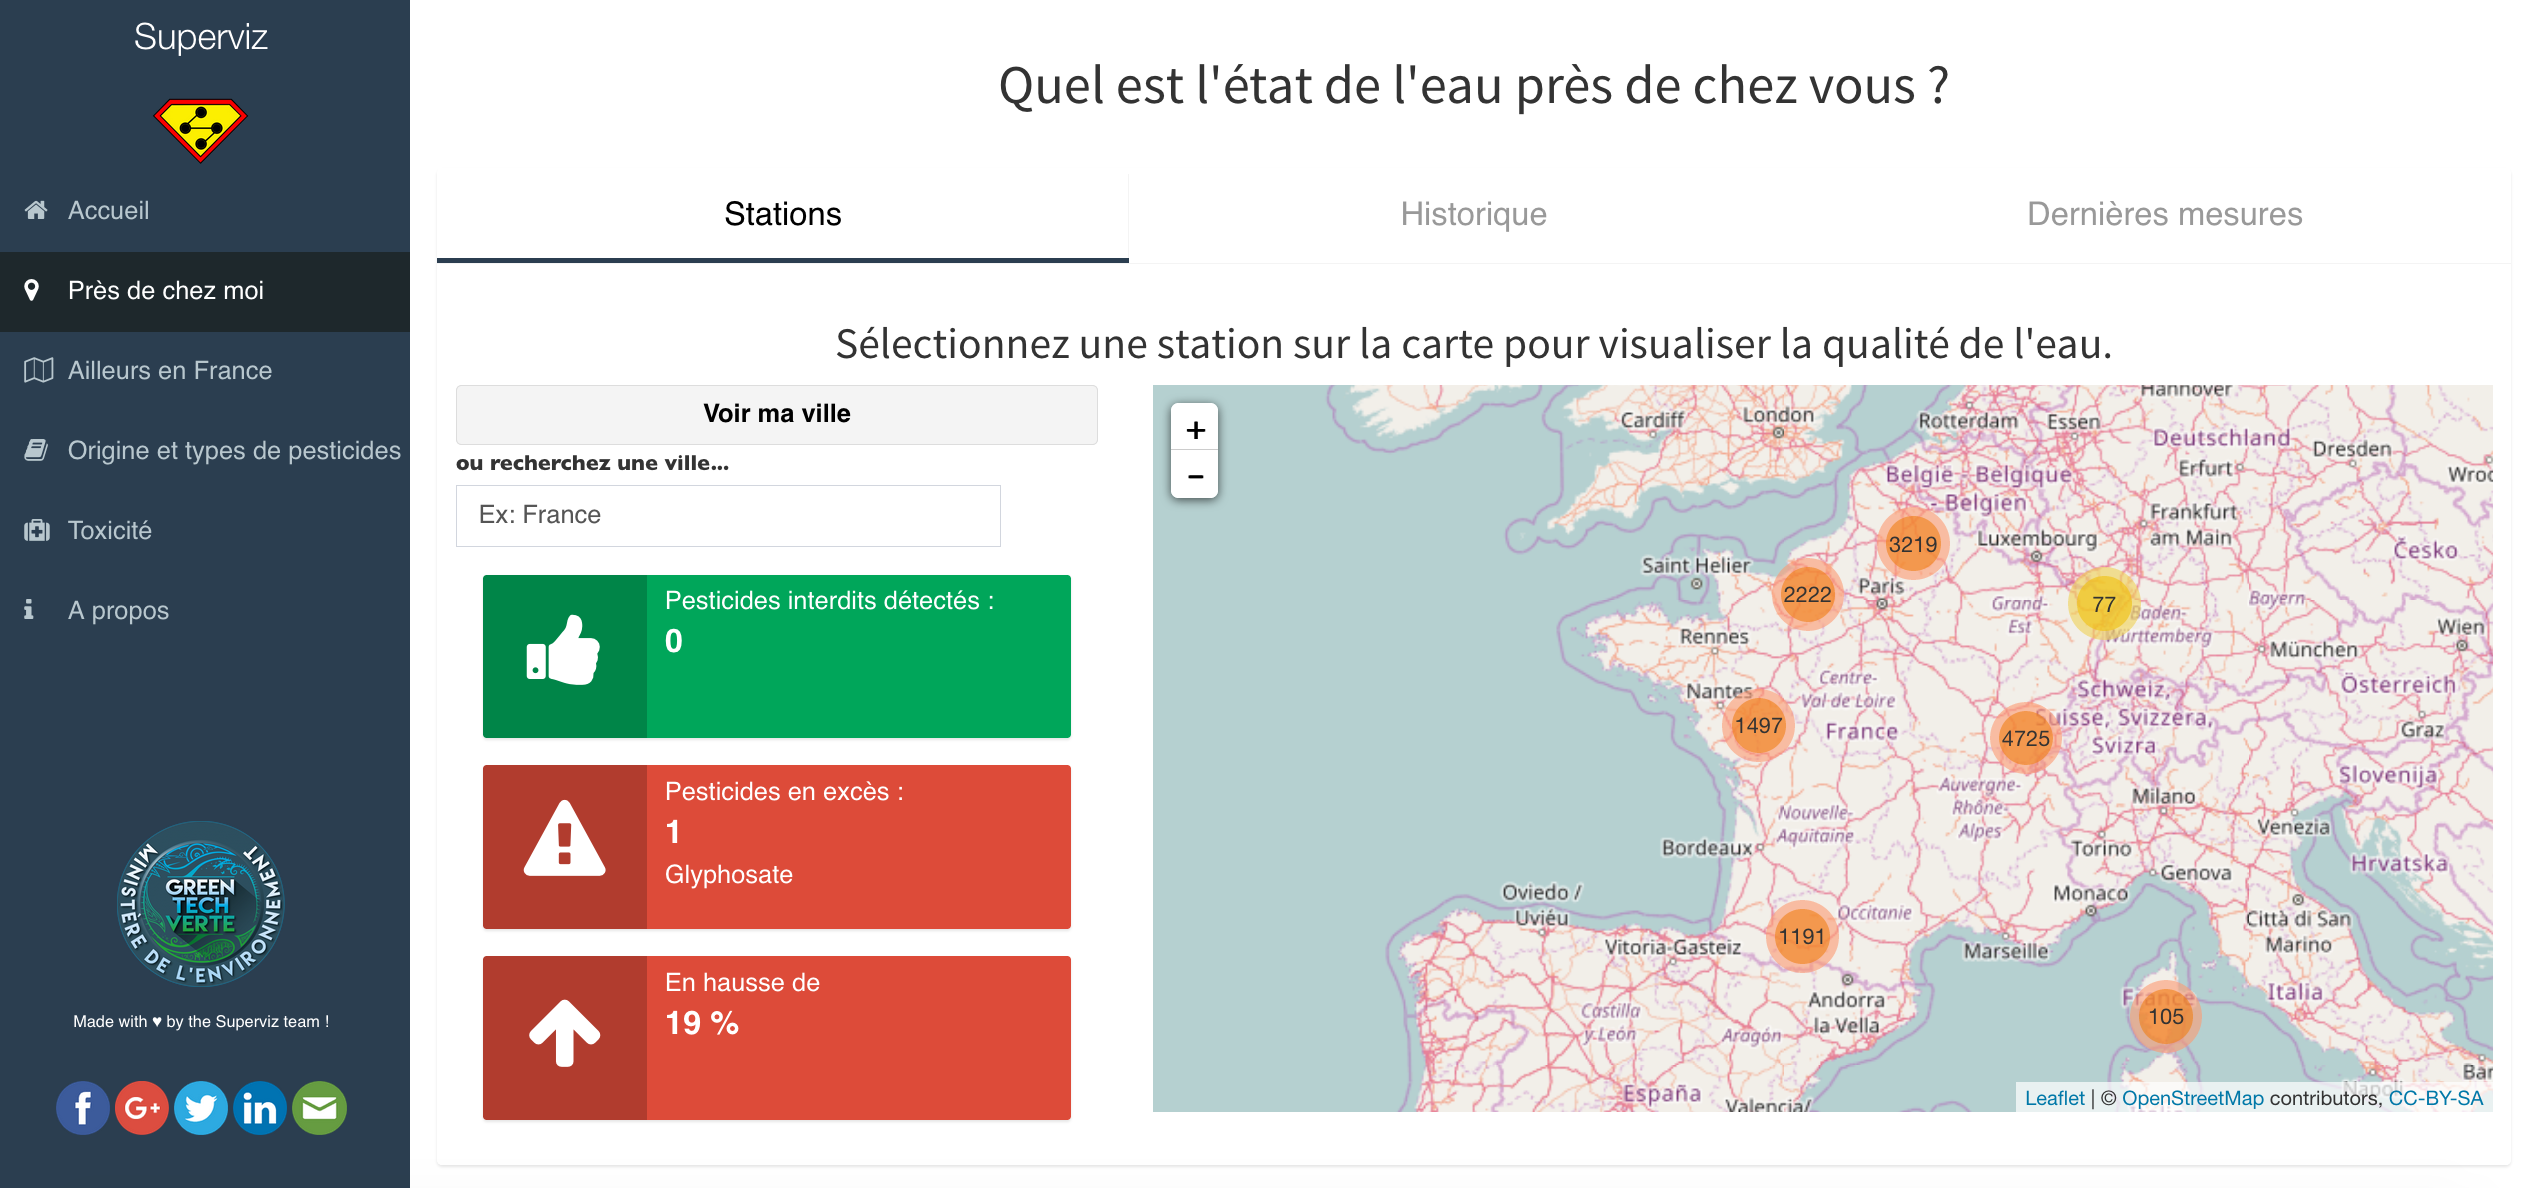 Superviz
Accueil
Près de chez moi
Ailleurs en France
Origine et types de pesticides
Toxicité
A propos
MINISTÈRE DE L'ENVIRONNEMENT
GREEN
TECH
VERTE
Made with ♥ by the Superviz team !
Quel est l'état de l'eau près de chez vous ?
Stations
Historique
Dernières mesures
Sélectionnez une station sur la carte pour visualiser la qualité de l'eau.
Voir ma ville
ou recherchez une ville...
Ex: France
Pesticides interdits détectés :
0
Pesticides en excès :
1
Glyphosate
En hausse de
19 %
+
−
Hannover
Cardiff
London
Rotterdam
Essen
Deutschland
Dresden
België - Belgique
- Belgien
Erfurt
Wroc
Frankfurt
am Main
3219
Luxembourg
Česko
Saint Helier
2222
Paris
77
Grand-
Est
Baden-
Württemberg
Bayern
Rennes
Wien
München
Nantes
Centre-
Val de Loire
Schweiz,
Suisse, Svizzera,
Svizra
Österreich
1497
France
4725
Graz
Auvergne-
Rhône-
Alpes
Slovenija
Milano
Nouvelle-
Aquitaine
Venezia
Bordeaux
Torino
Hrvatska
Genova
Oviedo /
Uviéu
Monaco
Occitanie
Città di San
Marino
1191
Vitoria-Gasteiz
Marseille
Andorra
la Vella
France
Italia
105
Castilla
y León
Aragón
España
Valencia/
Napoli
Bar
Leaflet | © OpenStreetMap contributors, CC-BY-SA